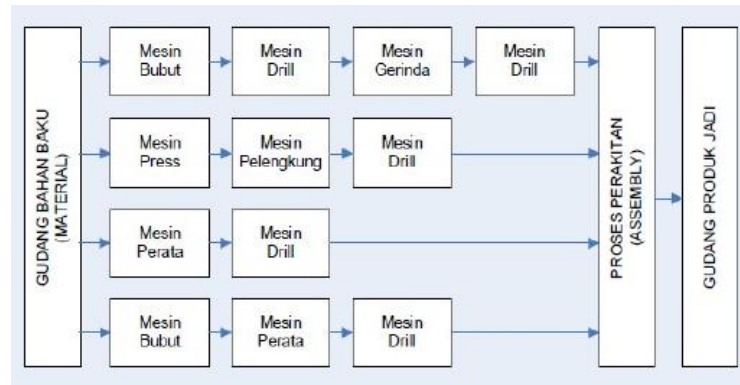 GUDANG BAHAN BAKU
(MATERIAL)
Mesin
Bubut
Mesin
Drill
Mesin
Gerinda
Mesin
Drill
Mesin
Press
Mesin
Pelengkung
Mesin
Drill
Mesin
Perata
Mesin
Drill
Mesin
Bubut
Mesin
Perata
Mesin
Drill
PROSES PERAKITAN
(ASSEMBLY)
GUDANG PRODUK JADI